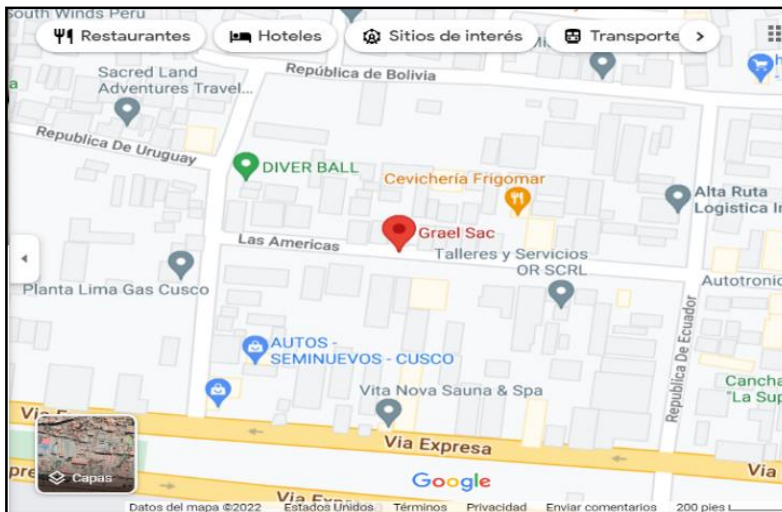 South Winds Peru
Restaurantes
Hoteles
Sitios de interés
Transporte
República de Bolivia
Sacred Land
Adventures Travel...
Republica De Uruguay
DIVER BALL
Cevichería Frigomar
Alta Ruta
Logistica In
Grael Sac
Las Americas
Talleres y Servicios
OR SCRL
Planta Lima Gas Cusco
Autotronic
Republica De Ecuador
AUTOS -
SEMINUEVOS - CUSCO
Cancha
"La Sup
Vita Nova Sauna & Spa
Via
Via Expresa
Via
Capas
Google
Datos del mapa ©2022 Estados Unidos Términos Privacidad Enviar comentarios 200 pies